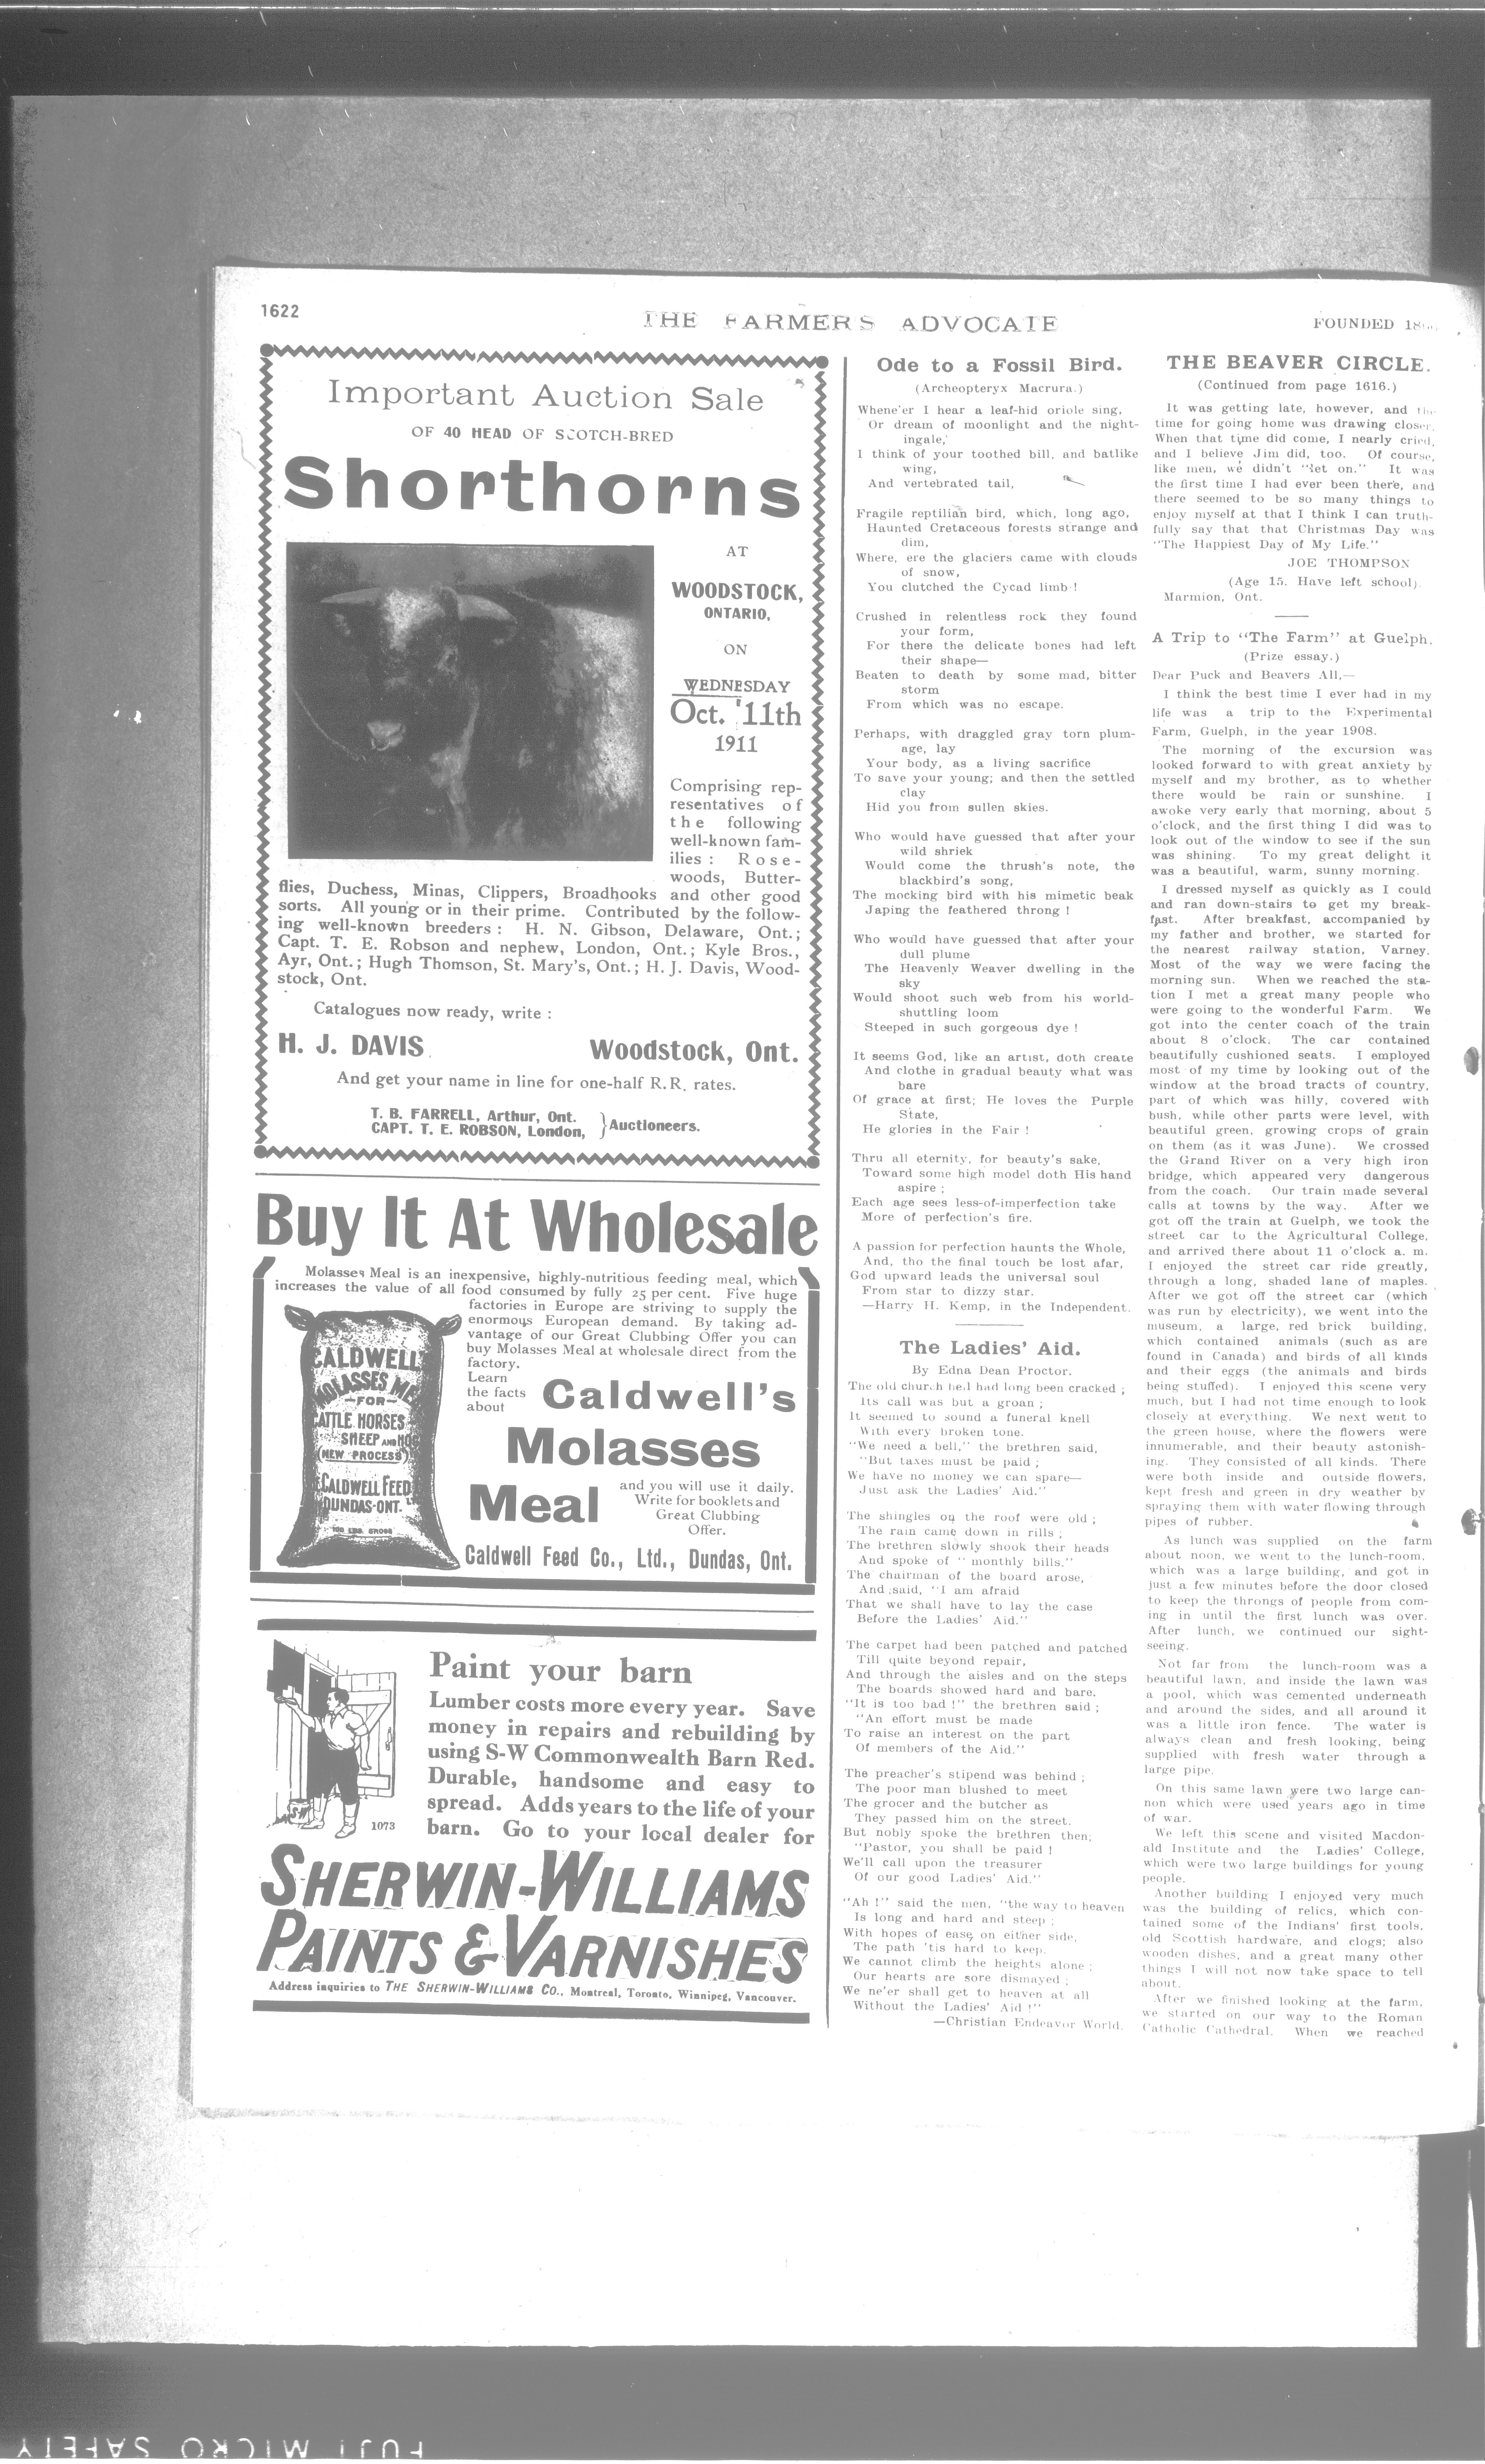 1622
THE FARMER'S ADVOCATE
FOUNDED 18
Important Auction Sale
OF 40 HEAD OF SCOTCH-BRED
Shorthorns
AT
WOODSTOCK,
ONTARIO,
ON
WEDNESDAY
Oct. 11th
1911
Comprising rep-
resentatives of
the following
well-known fam-
ilies : Rose-
woods, Butter-
flies, Duchess, Minas, Clippers, Broadhooks and other good
sorts. All young or in their prime. Contributed by the follow-
ing well-known breeders : H. N. Gibson, Delaware, Ont.;
Capt. T. E. Robson and nephew, London, Ont.; Kyle Bros.,
Ayr, Ont.; Hugh Thomson, St. Mary's, Ont.; H. J. Davis, Wood-
stock, Ont.
Catalogues now ready, write :
H. J. DAVIS Woodstock, Ont.
And get your name in line for one-half R.R. rates.
T. B. FARRELL, Arthur, Ont.
CAPT. T. E. ROBSON, London, } Auctioneers.
Buy It At Wholesale
Molasses Meal is an inexpensive, highly-nutritious feeding meal, which
increases the value of all food consumed by fully 25 per cent. Five huge
factories in Europe are striving to supply the
enormous European demand. By taking ad-
vantage of our Great Clubbing Offer you can
buy Molasses Meal at wholesale direct from the
factory.
Learn
the facts
about
Caldwell's
Molasses
Meal
and you will use it daily.
Write for booklets and
Great Clubbing
Offer.
Caldwell Feed Co., Ltd., Dundas, Ont.
CALDWELL
MOLASSES ME
-FOR-
ATTLE HORSES
SHEEP AND HOG
(NEW PROCESS)
CALDWELL FEED
DUNDAS-ONT.
100 LBS. GROSS
Paint your barn
Lumber costs more every year. Save
money in repairs and rebuilding by
using S-W Commonwealth Barn Red.
Durable, handsome and easy to
spread. Adds years to the life of your
barn. Go to your local dealer for
S-W
1073
SHERWIN-WILLIAMS
PAINTS & VARNISHES
Address inquiries to THE SHERWIN-WILLIAMS CO., Montreal, Toronto, Winnipeg, Vancouver.
Ode to a Fossil Bird.
(Archeopteryx Macrura.)
Whene'er I hear a leaf-hid oriole sing,
Or dream of moonlight and the night-
ingale,
I think of your toothed bill, and batlike
wing,
And vertebrated tail,
Fragile reptilian bird, which, long ago,
Haunted Cretaceous forests strange and
dim,
Where, ere the glaciers came with clouds
of snow,
You clutched the Cycad limb !
Crushed in relentless rock they found
your form,
For there the delicate bones had left
their shape—
Beaten to death by some mad, bitter
storm
From which was no escape.
Perhaps, with draggled gray torn plum-
age, lay
Your body, as a living sacrifice
To save your young; and then the settled
clay
Hid you from sullen skies.
Who would have guessed that after your
wild shriek
Would come the thrush's note, the
blackbird's song,
The mocking bird with his mimetic beak
Japing the feathered throng !
Who would have guessed that after your
dull plume
The Heavenly Weaver dwelling in the
sky
Would shoot such web from his world-
shuttling loom
Steeped in such gorgeous dye !
It seems God, like an artist, doth create
And clothe in gradual beauty what was
bare
Of grace at first; He loves the Purple
State,
He glories in the Fair !
Thru all eternity, for beauty's sake,
Toward some high model doth His hand
aspire ;
Each age sees less-of-imperfection take
More of perfection's fire.
A passion for perfection haunts the Whole,
And, tho the final touch be lost afar,
God upward leads the universal soul
From star to dizzy star.
—Harry H. Kemp, in the Independent.
The Ladies' Aid.
By Edna Dean Proctor.
The old church bell had long been cracked ;
Its call was but a groan ;
It seemed to sound a funeral knell
With every broken tone.
"We need a bell," the brethren said,
"But taxes must be paid ;
We have no money we can spare—
Just ask the Ladies' Aid."
The shingles on the roof were old ;
The rain came down in rills ;
The brethren slowly shook their heads
And spoke of " monthly bills."
The chairman of the board arose,
And said, "I am afraid
That we shall have to lay the case
Before the Ladies' Aid."
The carpet had been patched and patched
Till quite beyond repair,
And through the aisles and on the steps
The boards showed hard and bare.
"It is too bad !" the brethren said ;
"An effort must be made
To raise an interest on the part
Of members of the Aid."
The preacher's stipend was behind ;
The poor man blushed to meet
The grocer and the butcher as
They passed him on the street.
But nobly spoke the brethren then;
"Pastor, you shall be paid !
We'll call upon the treasurer
Of our good Ladies' Aid."
"Ah !" said the men, "the way to heaven
Is long and hard and steep ;
With hopes of ease on either side,
The path 'tis hard to keep.
We cannot climb the heights alone ;
Our hearts are sore dismayed ;
We ne'er shall get to heaven at all
Without the Ladies' Aid !"
—Christian Endeavor World.
THE BEAVER CIRCLE.
(Continued from page 1616.)
It was getting late, however, and the
time for going home was drawing closer.
When that time did come, I nearly cried,
and I believe Jim did, too. Of course,
like men, we didn't "let on." It was
the first time I had ever been there, and
there seemed to be so many things to
enjoy myself at that I think I can truth-
fully say that that Christmas Day was
"The Happiest Day of My Life."
JOE THOMPSON
(Age 15. Have left school).
Marmion, Ont.
A Trip to "The Farm" at Guelph.
(Prize essay.)
Dear Puck and Beavers All,—
I think the best time I ever had in my
life was a trip to the Experimental
Farm, Guelph, in the year 1908.
The morning of the excursion was
looked forward to with great anxiety by
myself and my brother, as to whether
there would be rain or sunshine. I
awoke very early that morning, about 5
o'clock, and the first thing I did was to
look out of the window to see if the sun
was shining. To my great delight it
was a beautiful, warm, sunny morning.
I dressed myself as quickly as I could
and ran down-stairs to get my break-
fast. After breakfast, accompanied by
my father and brother, we started for
the nearest railway station, Varney.
Most of the way we were facing the
morning sun. When we reached the sta-
tion I met a great many people who
were going to the wonderful Farm. We
got into the center coach of the train
about 8 o'clock. The car contained
beautifully cushioned seats. I employed
most of my time by looking out of the
window at the broad tracts of country,
part of which was hilly, covered with
bush, while other parts were level, with
beautiful green, growing crops of grain
on them (as it was June). We crossed
the Grand River on a very high iron
bridge, which appeared very dangerous
from the coach. Our train made several
calls at towns by the way. After we
got off the train at Guelph, we took the
street car to the Agricultural College,
and arrived there about 11 o'clock a. m.
I enjoyed the street car ride greatly,
through a long, shaded lane of maples.
After we got off the street car (which
was run by electricity), we went into the
museum, a large, red brick building,
which contained animals (such as are
found in Canada) and birds of all kinds
and their eggs (the animals and birds
being stuffed). I enjoyed this scene very
much, but I had not time enough to look
closely at everything. We next went to
the green house, where the flowers were
innumerable, and their beauty astonish-
ing. They consisted of all kinds. There
were both inside and outside flowers,
kept fresh and green in dry weather by
spraying them with water flowing through
pipes of rubber.
As lunch was supplied on the farm
about noon, we went to the lunch-room,
which was a large building, and got in
just a few minutes before the door closed
to keep the throngs of people from com-
ing in until the first lunch was over.
After lunch, we continued our sight-
seeing.
Not far from the lunch-room was a
beautiful lawn, and inside the lawn was
a pool, which was cemented underneath
and around the sides, and all around it
was a little iron fence. The water is
always clean and fresh looking, being
supplied with fresh water through a
large pipe.
On this same lawn were two large can-
non which were used years ago in time
of war.
We left this scene and visited Macdon-
ald Institute and the Ladies' College,
which were two large buildings for young
people.
Another building I enjoyed very much
was the building of relics, which con-
tained some of the Indians' first tools,
old Scottish hardware, and clogs; also
wooden dishes, and a great many other
things I will not now take space to tell
about.
After we finished looking at the farm,
we started on our way to the Roman
Catholic Cathedral. When we reached
FUJI MICRO SAFETY